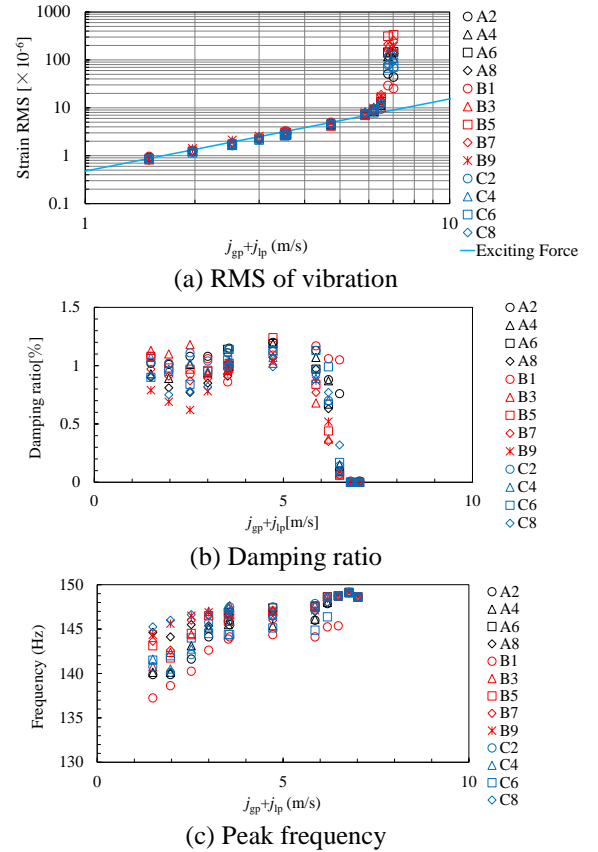 1000
100
10
1
0.1
Strain RMS [× 10⁻⁶]
1
10
j_gp+j_lp (m/s)
A2
A4
A6
A8
B1
B3
B5
B7
B9
C2
C4
C6
C8
Exciting Force
(a) RMS of vibration
1.5
1
0.5
0
Damping ratio[%]
0
5
10
j_gp+j_lp[m/s]
A2
A4
A6
A8
B1
B3
B5
B7
B9
C2
C4
C6
C8
(b) Damping ratio
150
145
140
135
130
Frequency (Hz)
0
5
10
j_gp+j_lp (m/s)
A2
A4
A6
A8
B1
B3
B5
B7
B9
C2
C4
C6
C8
(c) Peak frequency